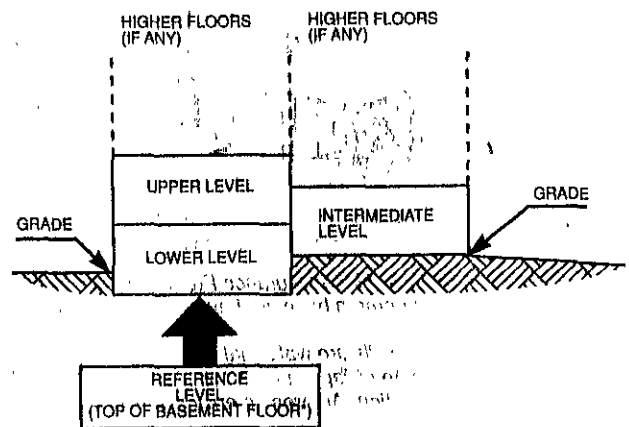 HIGHER FLOORS
(IF ANY)
HIGHER FLOORS
(IF ANY)
UPPER LEVEL
GRADE
INTERMEDIATE
LEVEL
GRADE
LOWER LEVEL
REFERENCE
LEVEL
(TOP OF BASEMENT FLOOR*)